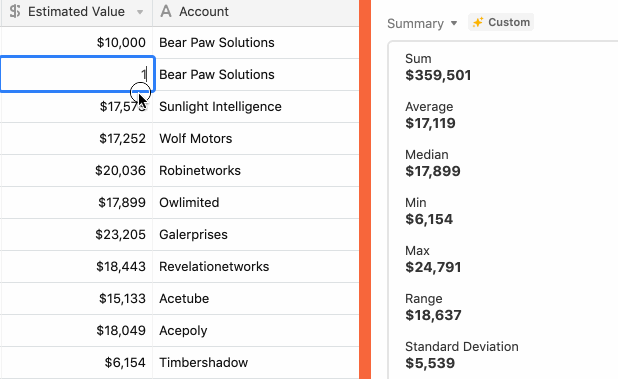 Estimated Value Account
$10,000 Bear Paw Solutions
1 Bear Paw Solutions
Sunlight Intelligence
$17,252 Wolf Motors
$20,036 Robinetworks
$17,899 Owlimited
$23,205 Galerprises
$18,443 Revelationetworks
$15,133 Acetube
$18,049 Acepoly
$6,154 Timbershadow
Summary Custom
Sum
$359,501
Average
$17,119
Median
$17,899
Min
$6,154
Max
$24,791
Range
$18,637
Standard Deviation
$5,539